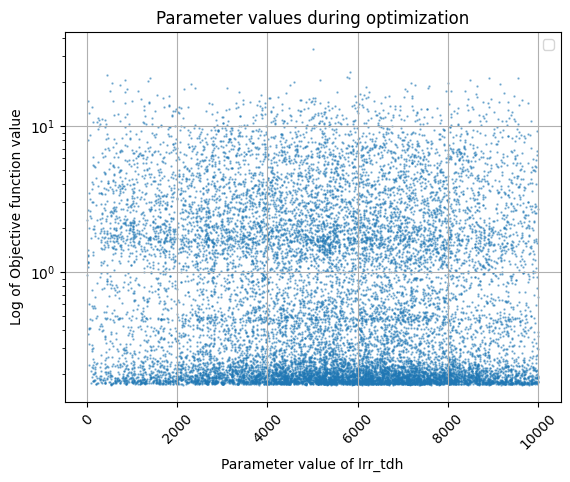 Parameter values during optimization
Log of Objective function value
10^1
10^0
0
2000
4000
6000
8000
10000
Parameter value of lrr_tdh